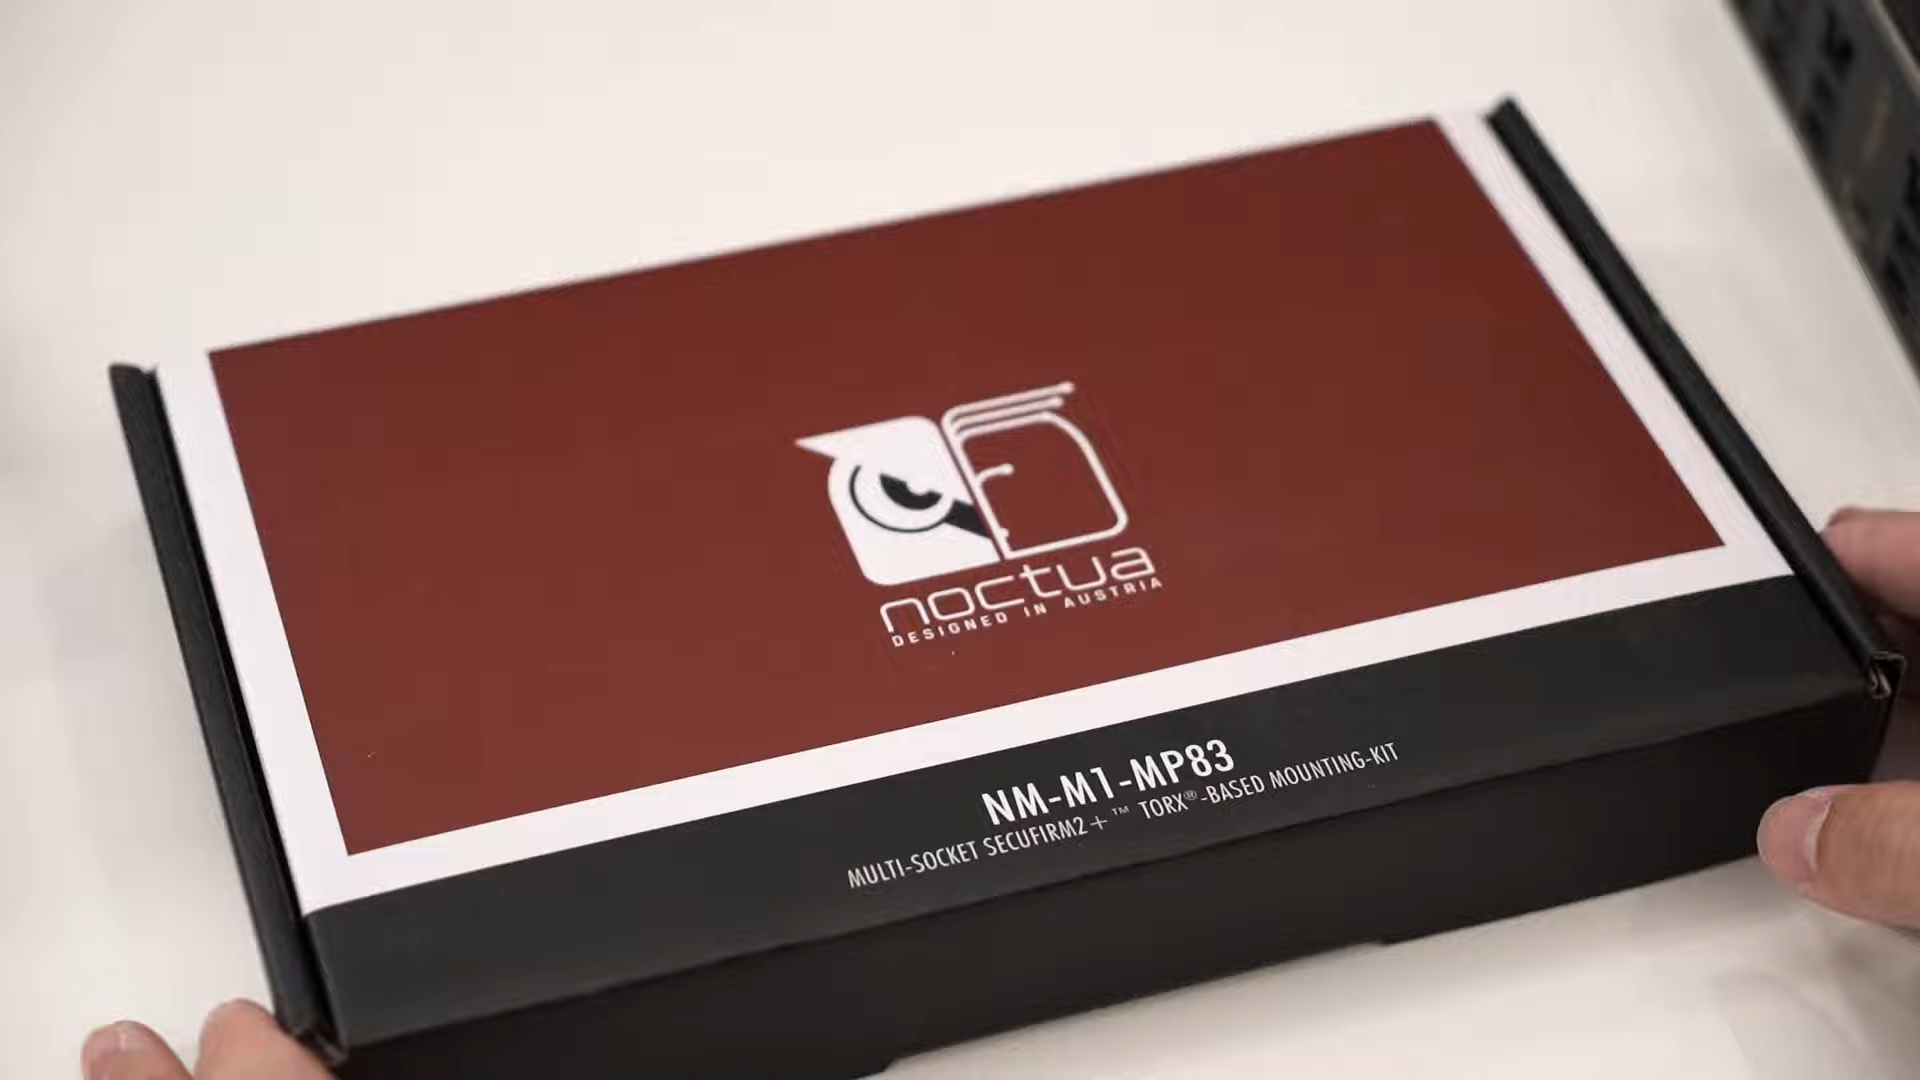 noctua
DESIGNED IN AUSTRIA
NM-M1-MP83
MULTI-SOCKET SECUFIRM2+™ TORX®-BASED MOUNTING-KIT